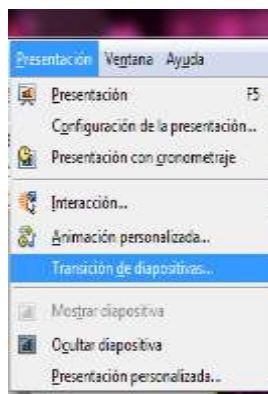 Presentación Ventana Ayuda
Presentación F5
Configuración de la presentación...
Presentación con cronometraje
Interacción...
Animación personalizada...
Transición de diapositivas...
Mostrar diapositiva
Ocultar diapositiva
Presentación personalizada...